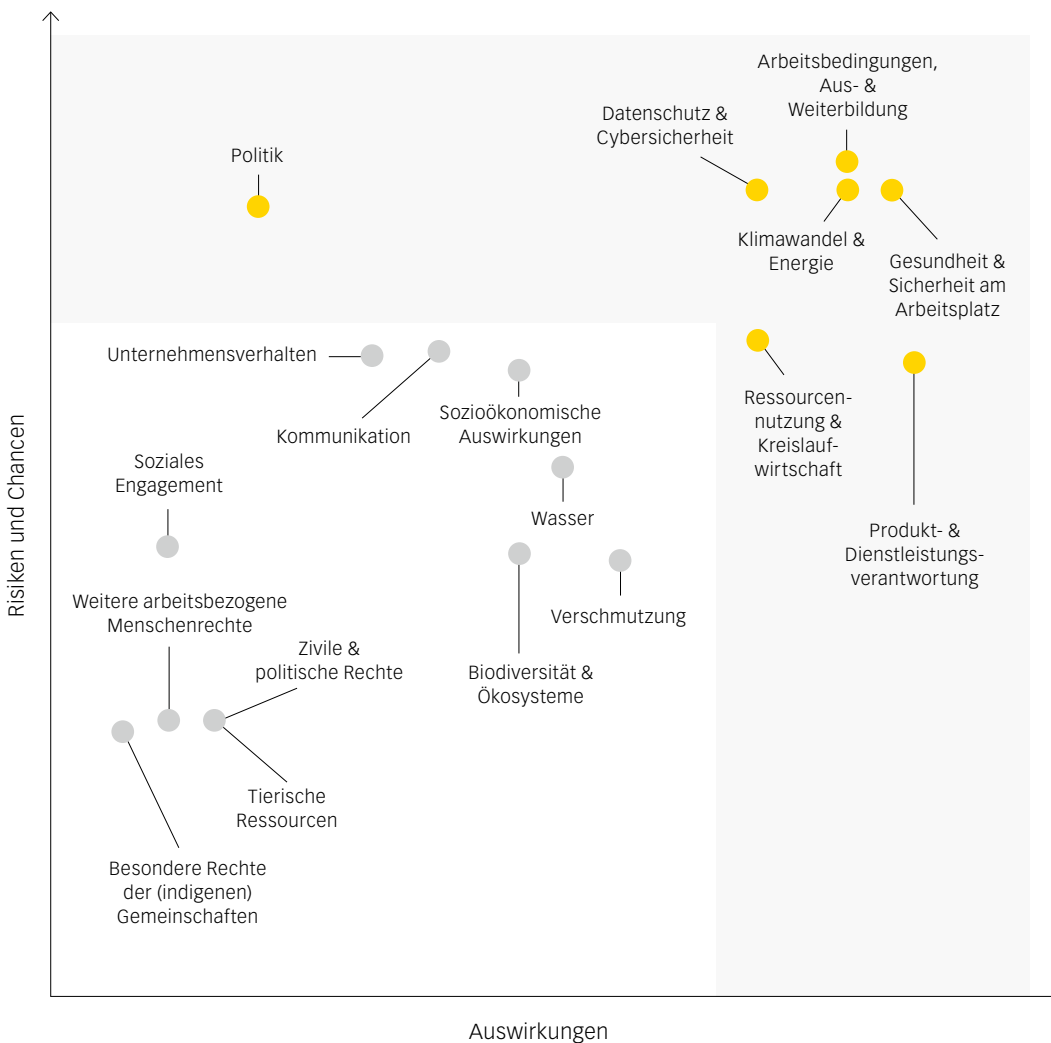 Arbeitsbedingungen,
Aus- &
Weiterbildung
Datenschutz &
Cybersicherheit
Politik
Klimawandel &
Energie
Gesundheit &
Sicherheit am
Arbeitsplatz
Unternehmensverhalten
Kommunikation
Sozioökonomische
Auswirkungen
Ressourcen-
nutzung &
Kreislauf-
wirtschaft
Soziales
Engagement
Wasser
Produkt- &
Dienstleistungs-
verantwortung
Weitere arbeitsbezogene
Menschenrechte
Verschmutzung
Zivile &
politische Rechte
Biodiversität &
Ökosysteme
Tierische
Ressourcen
Besondere Rechte
der (indigenen)
Gemeinschaften
Risiken und Chancen
Auswirkungen